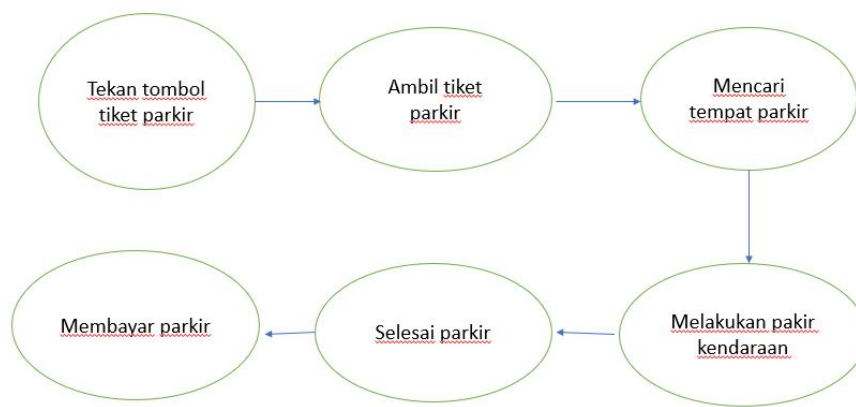 Tekan tombol
tiket parkir
Ambil tiket
parkir
Mencari
tempat parkir
Melakukan pakir
kendaraan
Selesai parkir
Membayar parkir